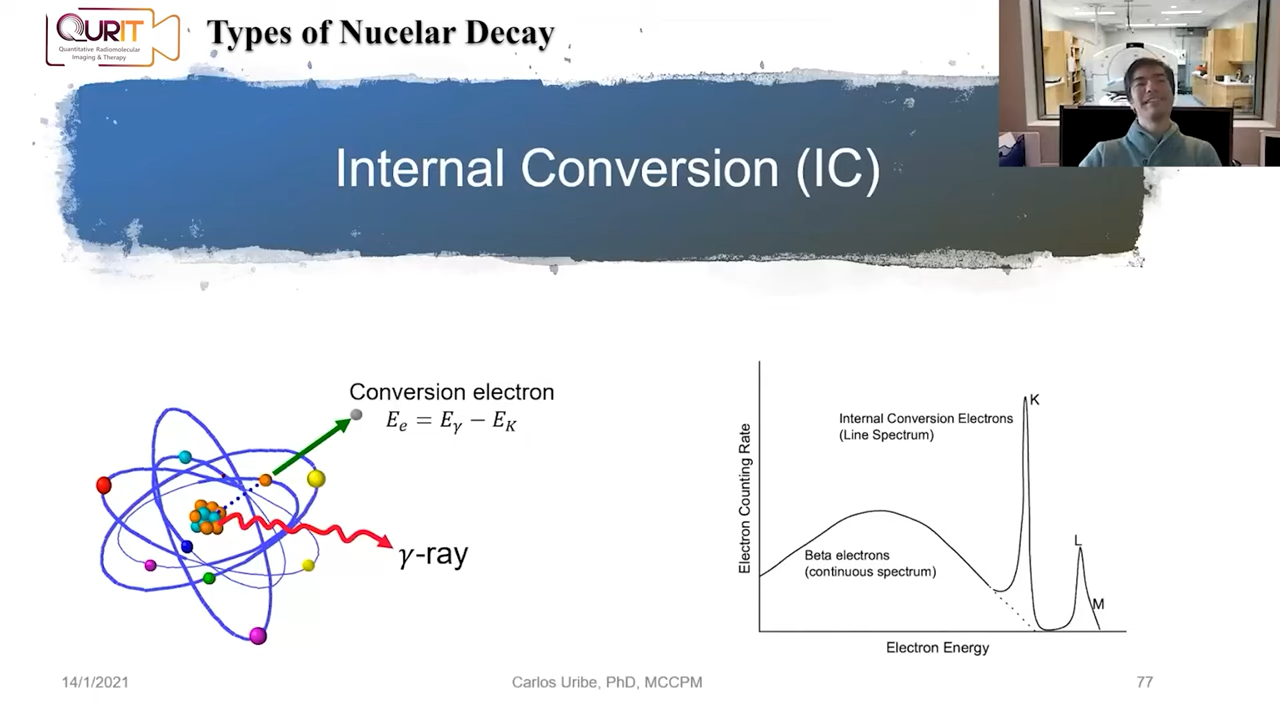 QURIT
Quantitative Radiomolecular
Imaging & Therapy
Types of Nucelar Decay
Internal Conversion (IC)
Conversion electron
E_e = E_γ − E_K
γ-ray
Electron Counting Rate
Internal Conversion Electrons
(Line Spectrum)
K
Beta electrons
(continuous spectrum)
L
M
Electron Energy
14/1/2021
Carlos Uribe, PhD, MCCPM
77